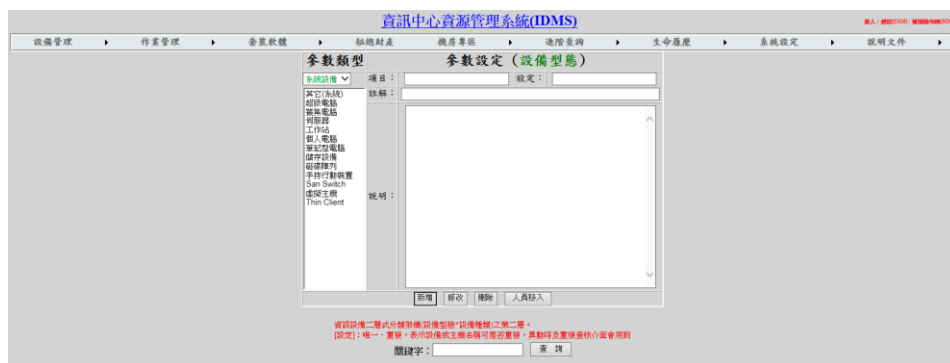 資訊中心資源管理系統(IDMS)
設備管理 作業管理 套裝軟體 秘總財產 機房專區 進階查詢 生命履歷 系統設定 說明文件
參數類型 參數設定（設備型態）
系統設備 項目： 設定：
其它(系統) 註解：
超級電腦
叢集電腦
伺服器
工作站
個人電腦
筆記型電腦
儲存設備
磁碟陣列
手持行動裝置
San Switch
虛擬主機
說明：
Thin Client
新增 修改 刪除 人員移入
資訊設備二層式分類架構(設備型態*設備種類)之第二層。
[設定]：唯一、重複，表示設備或主機名稱可是否重複，異動時及重複查核介面會用到
關鍵字： 查 詢